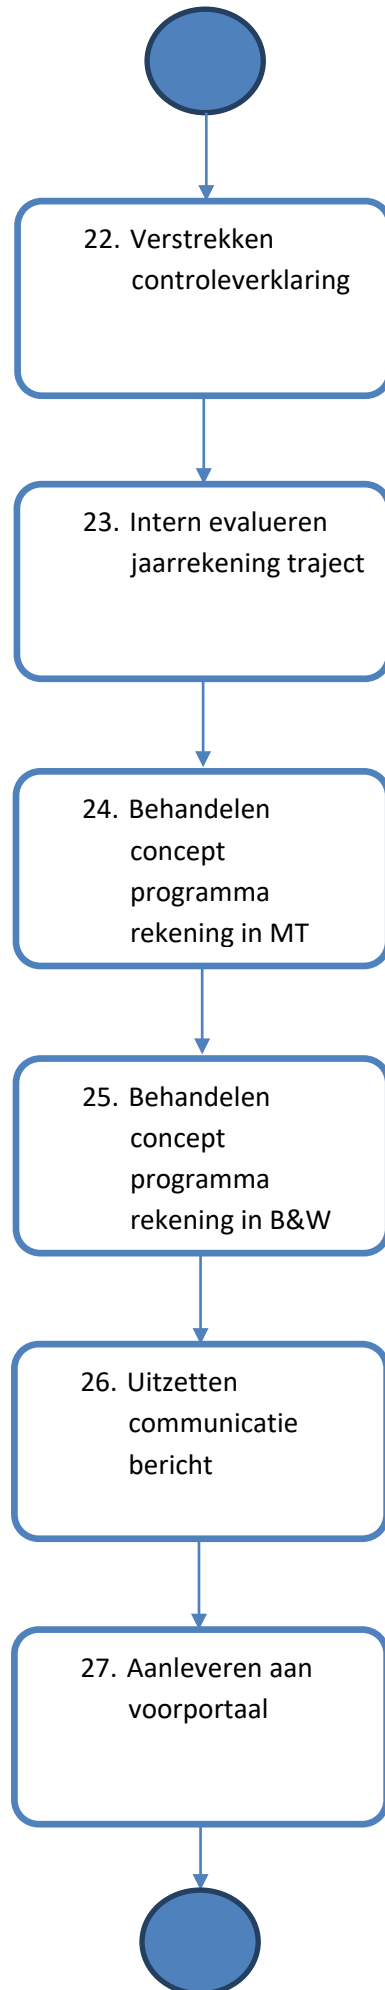 22. Verstrekken
controleverklaring
23. Intern evalueren
jaarrekening traject
24. Behandelen
concept
programma
rekening in MT
25. Behandelen
concept
programma
rekening in B&W
26. Uitzetten
communicatie
bericht
27. Aanleveren aan
voorportaal